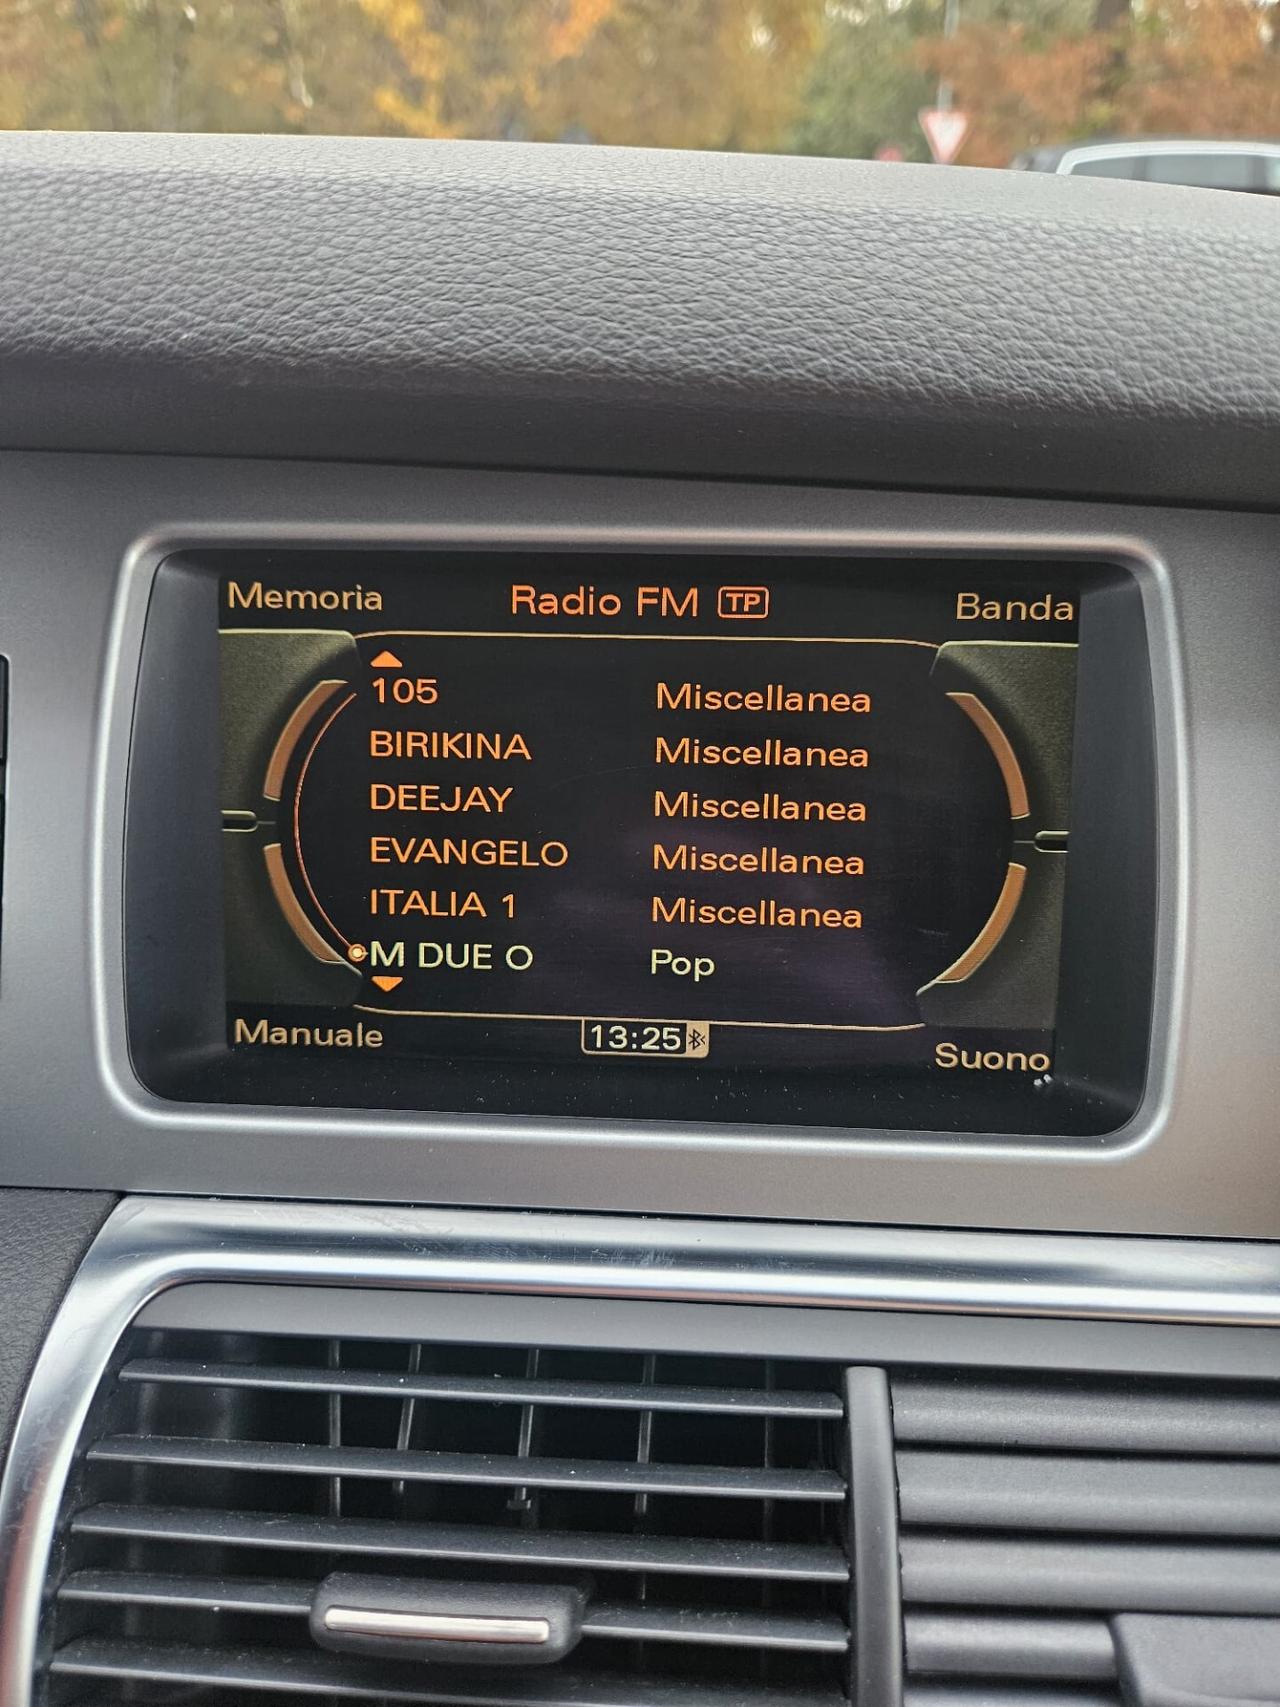 Memoria Radio FM TP Banda
105 Miscellanea
BIRIKINA Miscellanea
DEEJAY Miscellanea
EVANGELO Miscellanea
ITALIA 1 Miscellanea
M DUE O Pop
Manuale 13:25 Suono